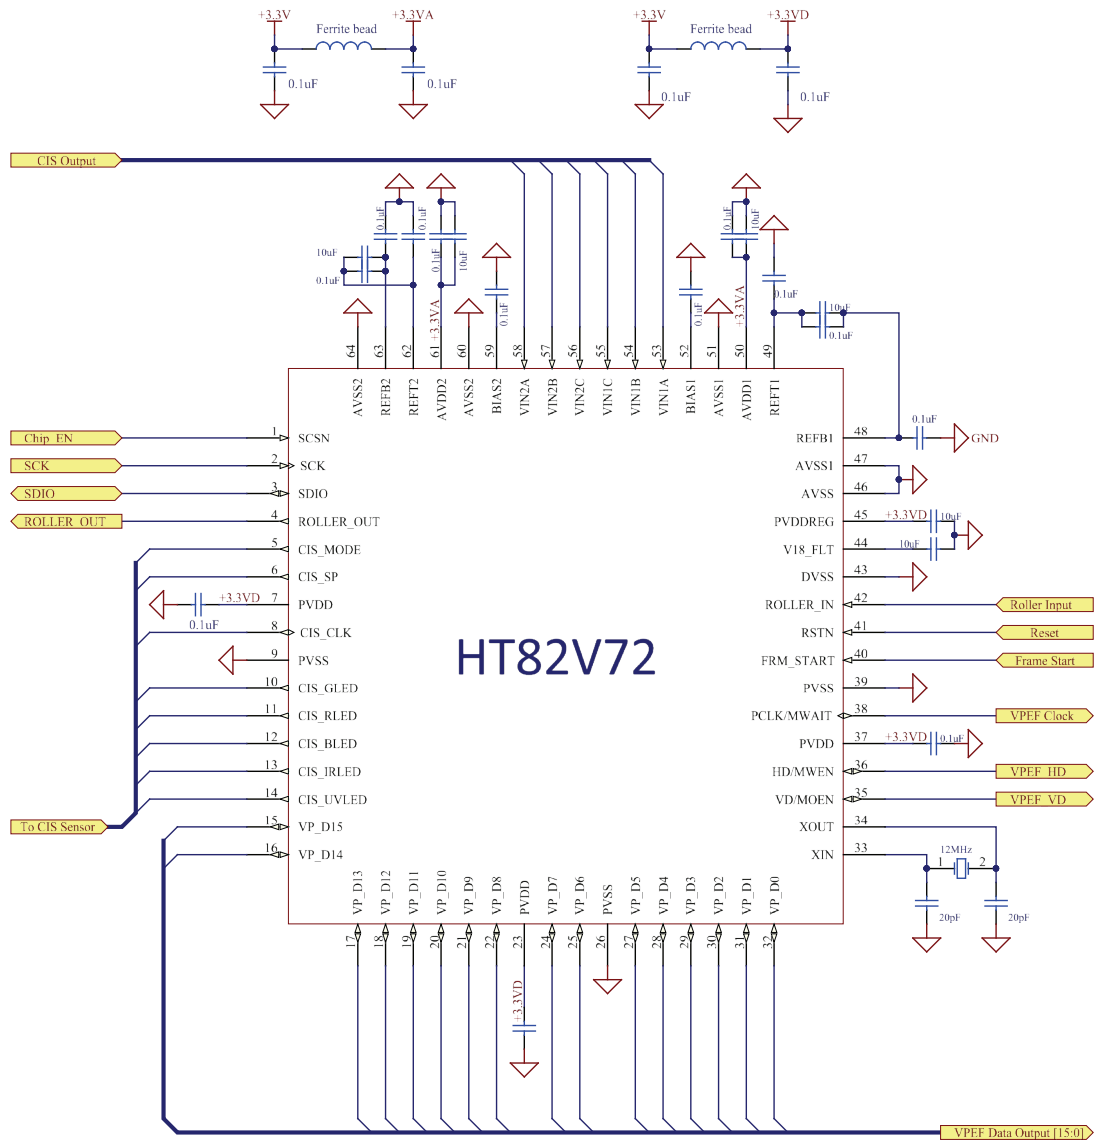 +3.3V
+3.3VA
Ferrite bead
0.1uF
0.1uF
+3.3V
+3.3VD
Ferrite bead
0.1uF
0.1uF
CIS Output
0.1uF
0.1uF
10uF
0.1uF
0.1uF
10uF
+3.3VA
0.1uF
0.1uF
0.1uF
10uF
+3.3VA
0.1uF
10uF
0.1uF
64
63
62
61
60
59
58
57
56
55
54
53
52
51
50
49
AVSS2
REFB2
REFT2
AVDD2
AVSS2
BIAS2
VIN2A
VIN2B
VIN2C
VIN1C
VIN1B
VIN1A
BIAS1
AVSS1
AVDD1
REFT1
Chip_EN
1
SCSN
SCK
2
SCK
SDIO
3
SDIO
ROLLER_OUT
4
ROLLER_OUT
5
CIS_MODE
6
CIS_SP
+3.3VD
0.1uF
7
PVDD
8
CIS_CLK
9
PVSS
10
CIS_GLED
11
CIS_RLED
12
CIS_BLED
13
CIS_IRLED
14
CIS_UVLED
To CIS Sensor
15
VP_D15
16
VP_D14
HT82V72
REFB1
48
0.1uF
GND
AVSS1
47
AVSS
46
PVDDREG
45
+3.3VD
10uF
V18_FLT
44
10uF
DVSS
43
ROLLER_IN
42
Roller Input
RSTN
41
Reset
FRM_START
40
Frame Start
PVSS
39
PCLK/MWAIT
38
VPEF Clock
PVDD
37
+3.3VD
0.1uF
HD/MWEN
36
VPEF_HD
VD/MOEN
35
VPEF_VD
XOUT
34
XIN
33
12MHz
1
2
20pF
20pF
VP_D13
VP_D12
VP_D11
VP_D10
VP_D9
VP_D8
PVDD
VP_D7
VP_D6
PVSS
VP_D5
VP_D4
VP_D3
VP_D2
VP_D1
VP_D0
17
18
19
20
21
22
23
24
25
26
27
28
29
30
31
32
+3.3VD
VPEF Data Output [15:0]